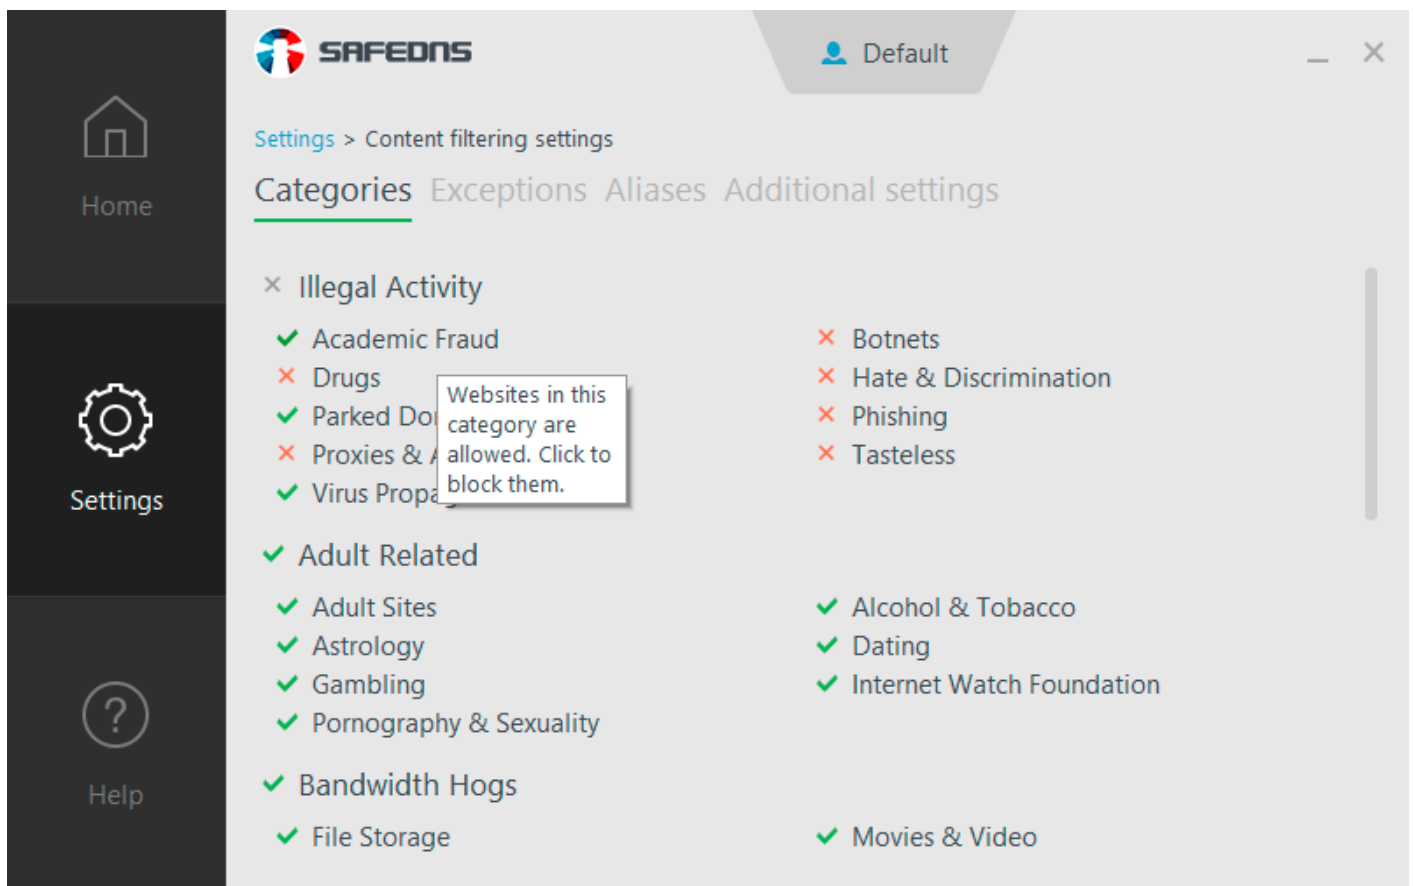 SAFEDNS
Default
Settings > Content filtering settings
Categories Exceptions Aliases Additional settings
Home
Illegal Activity
Academic Fraud
Botnets
Drugs
Hate & Discrimination
Parked
Phishing
Proxies &
Tasteless
Virus
Websites in this
category are
allowed. Click to
block them.
Settings
Adult Related
Adult Sites
Alcohol & Tobacco
Astrology
Dating
Gambling
Internet Watch Foundation
Pornography & Sexuality
Help
Bandwidth Hogs
File Storage
Movies & Video